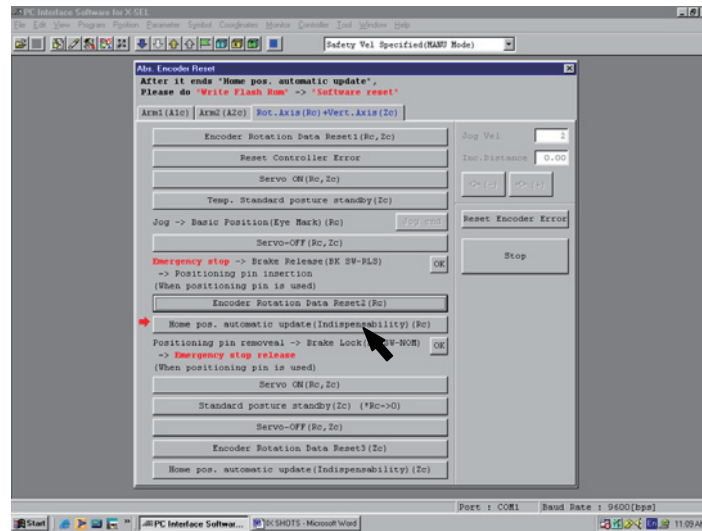 PC Interface Software for X-SEL
File Edit View Program Position Parameter Symbol Coordinates Monitor Controller Tool Window Help
Safety Vel Specified(MANU Mode)
Abs. Encoder Reset
After it ends "Home pos. automatic update",
Please do "Write Flash Rom" -> "Software reset"
Arm1(A1c) Arm2(A2c) Rot.Axis(Rc)+Vert.Axis(Zc)
Encoder Rotation Data Reset1(Rc,Zc)
Reset Controller Error
Servo ON(Rc,Zc)
Temp. Standard posture standby(Zc)
Jog -> Basic Position(Eye Mark)(Rc) Jog end
Servo-OFF(Rc,Zc)
Emergency stop -> Brake Release(BK SW-RLS) OK
-> Positioning pin insertion
(When positioning pin is used)
Encoder Rotation Data Reset2(Rc)
Home pos. automatic update(Indispensability)(Rc)
Positioning pin removeal -> Brake Lock( SW-NOM) OK
-> Emergency stop release
(When positioning pin is used)
Servo ON(Rc,Zc)
Standard posture standby(Zc) (*Rc->0)
Servo-OFF(Rc,Zc)
Encoder Rotation Data Reset3(Zc)
Home pos. automatic update(Indispensability)(Zc)
Jog Vel 2
Inc.Distance 0.00
<=(-) =>(+)
Reset Encoder Error
Stop
Port : COM1 Baud Rate : 9600[bps]
Start PC Interface Softwar... IX SHOTS - Microsoft Word 11:09 AM